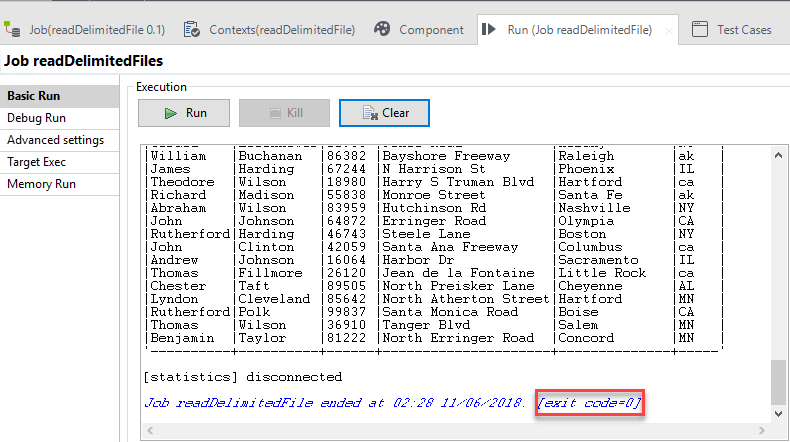 Job(readDelimitedFile 0.1) Contexts(readDelimitedFile) Component Run (Job readDelimitedFile) Test Cases
Job readDelimitedFiles
Basic Run
Debug Run
Advanced settings
Target Exec
Memory Run
Execution
Run Kill Clear
|William |Buchanan |86382 |Bayshore Freeway |Raleigh |ak |
|James |Harding |67244 |N Harrison St |Phoenix |IL |
|Theodore |Wilson |18980 |Harry S Truman Blvd |Hartford |ca |
|Richard |Madison |55838 |Monroe Street |Santa Fe |ak |
|Abraham |Wilson |83959 |Hutchinson Rd |Nashville |NY |
|John |Johnson |64872 |Erringer Road |Olympia |CA |
|Rutherford|Harding |46743 |Steele Lane |Boston |NY |
|John |Clinton |42059 |Santa Ana Freeway |Columbus |ca |
|Andrew |Johnson |16064 |Harbor Dr |Sacramento |IL |
|Thomas |Fillmore |26120 |Jean de la Fontaine |Little Rock |ca |
|Chester |Taft |89505 |North Preisker Lane |Cheyenne |AL |
|Lyndon |Cleveland |85642 |North Atherton Street|Hartford |MN |
|Rutherford|Polk |99837 |Santa Monica Road |Boise |CA |
|Thomas |Wilson |36910 |Tanger Blvd |Salem |MN |
|Benjamin |Taylor |81222 |North Erringer Road |Concord |MN |
'----------+----------+------+---------------------+------------+-----'
[statistics] disconnected
Job readDelimitedFile ended at 02:28 11/06/2018. [exit code=0]